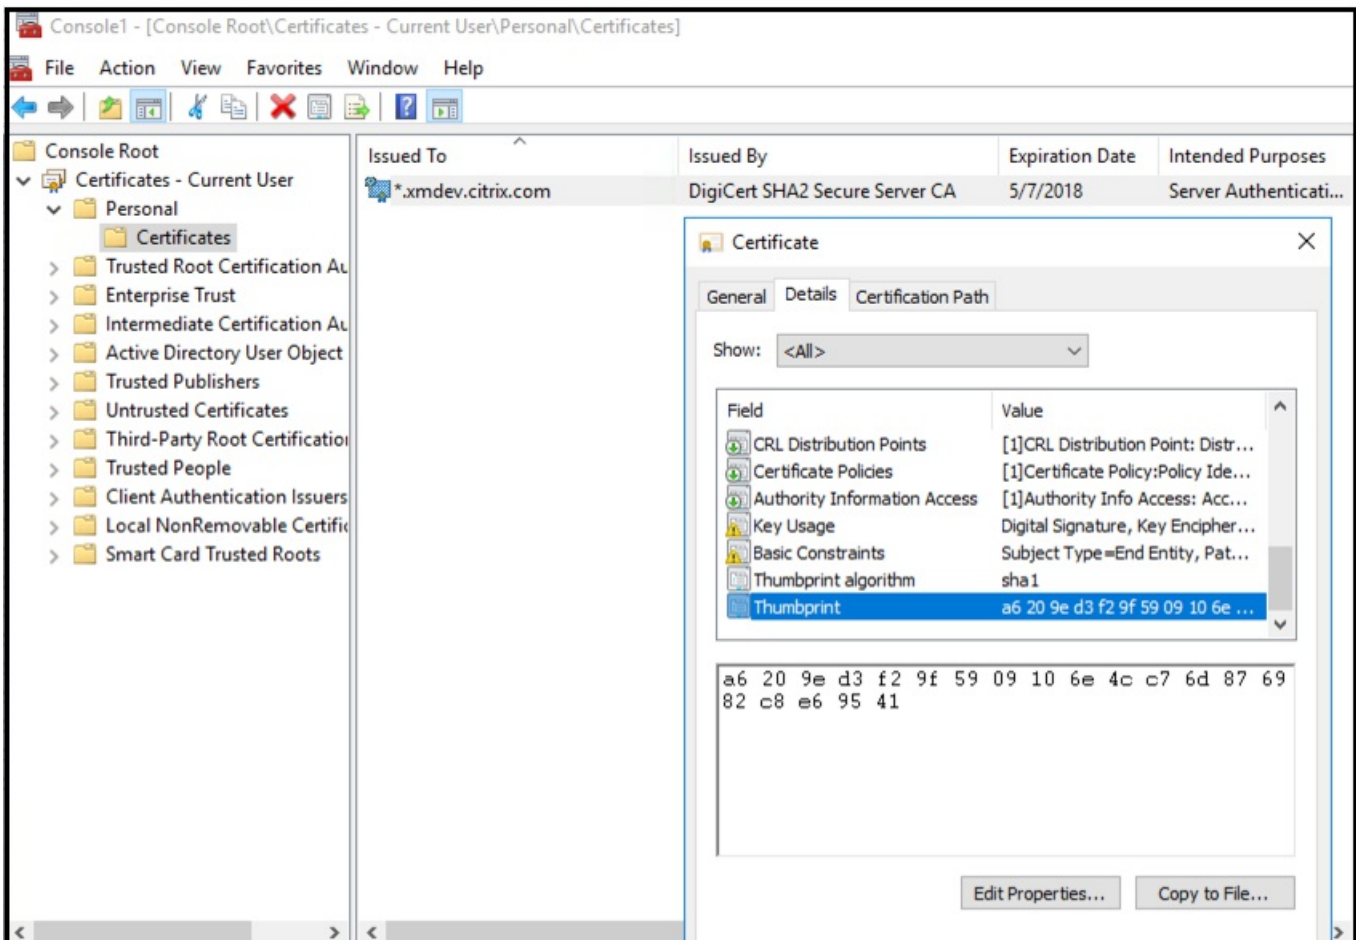 Console1 - [Console Root\Certificates - Current User\Personal\Certificates]
File Action View Favorites Window Help
Console Root
Certificates - Current User
Personal
Certificates
Trusted Root Certification Au
Enterprise Trust
Intermediate Certification Au
Active Directory User Object
Trusted Publishers
Untrusted Certificates
Third-Party Root Certification
Trusted People
Client Authentication Issuers
Local NonRemovable Certific
Smart Card Trusted Roots
Issued To Issued By Expiration Date Intended Purposes
*.xmdev.citrix.com DigiCert SHA2 Secure Server CA 5/7/2018 Server Authenticati...
Certificate
General Details Certification Path
Show: <All>
Field Value
CRL Distribution Points [1]CRL Distribution Point: Distr...
Certificate Policies [1]Certificate Policy:Policy Ide...
Authority Information Access [1]Authority Info Access: Acc...
Key Usage Digital Signature, Key Encipher...
Basic Constraints Subject Type=End Entity, Pat...
Thumbprint algorithm sha1
Thumbprint a6 20 9e d3 f2 9f 59 09 10 6e ...
a6 20 9e d3 f2 9f 59 09 10 6e 4c c7 6d 87 69
82 c8 e6 95 41
Edit Properties... Copy to File...